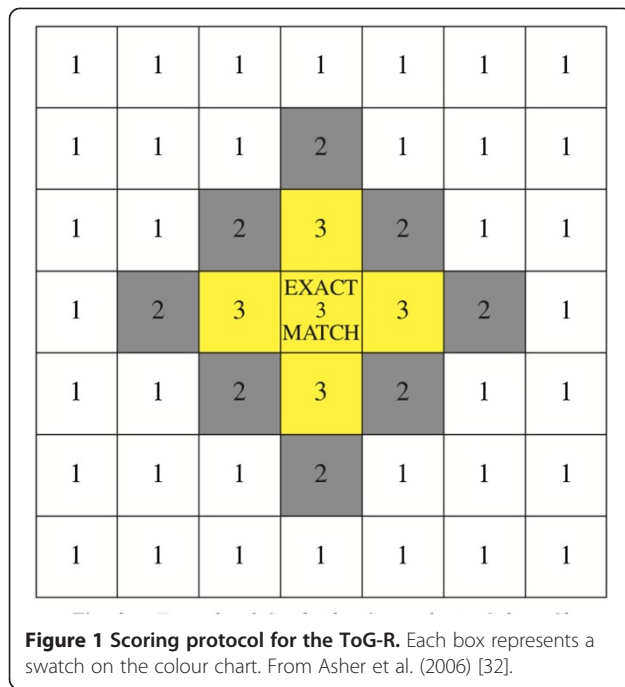 1 1 1 1 1 1 1
1 1 1 2 1 1 1
1 1 2 3 2 1 1
EXACT
1 2 3 3 3 2 1
MATCH
1 1 2 3 2 1 1
1 1 1 2 1 1 1
1 1 1 1 1 1 1
Figure 1 Scoring protocol for the ToG-R. Each box represents a
swatch on the colour chart. From Asher et al. (2006) [32].